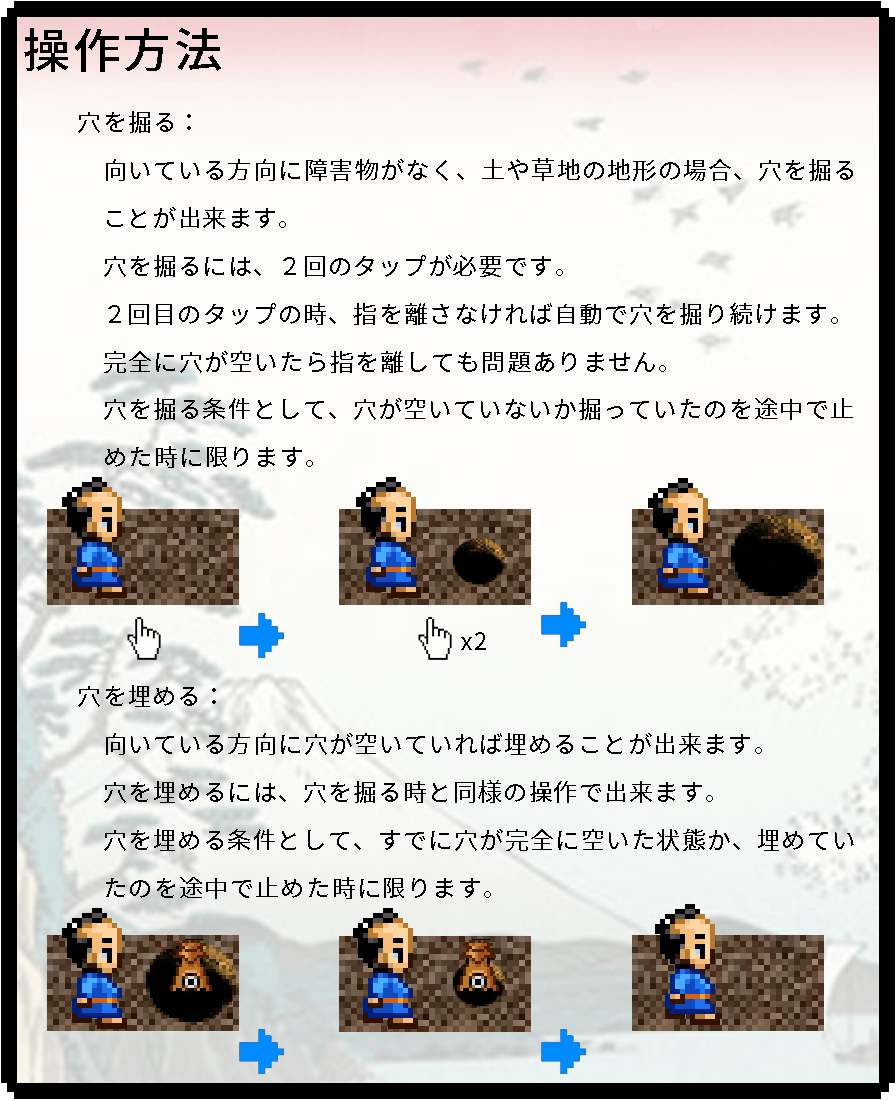 操作方法
穴を掘る：
向いている方向に障害物がなく、土や草地の地形の場合、穴を掘る
ことが出来ます。
穴を掘るには、２回のタップが必要です。
２回目のタップの時、指を離さなければ自動で穴を掘り続けます。
完全に穴が空いたら指を離しても問題ありません。
穴を掘る条件として、穴が空いていないか掘っていたのを途中で止
めた時に限ります。
x2
穴を埋める：
向いている方向に穴が空いていれば埋めることが出来ます。
穴を埋めるには、穴を掘る時と同様の操作で出来ます。
穴を埋める条件として、すでに穴が完全に空いた状態か、埋めてい
たのを途中で止めた時に限ります。